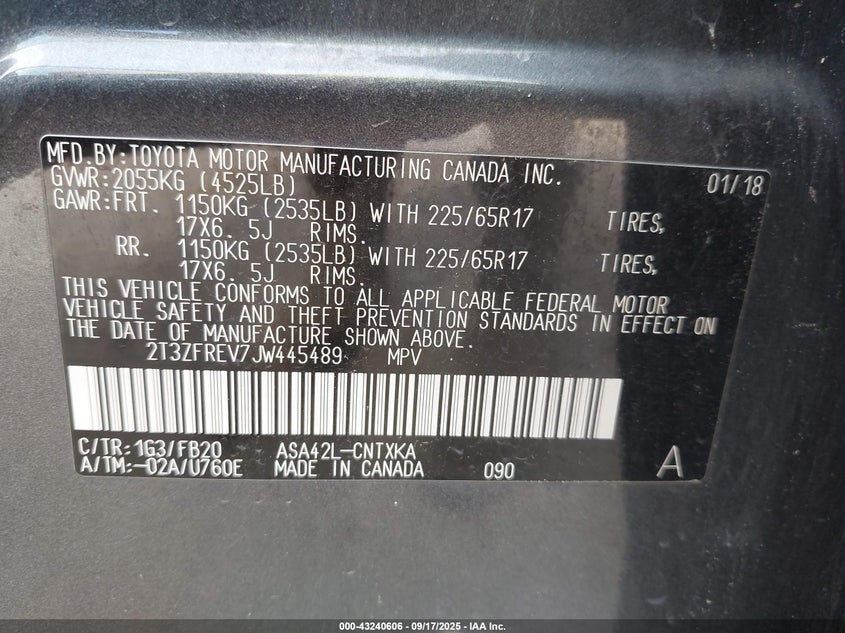 MFD.BY:TOYOTA MOTOR MANUFACTURING CANADA INC. 01/18
GVWR:2055KG (4525LB)
GAWR:FRT. 1150KG (2535LB) WITH 225/65R17 TIRES,
17X6. 5J RIMS.
RR. 1150KG (2535LB) WITH 225/65R17 TIRES,
17X6. 5J RIMS.
THIS VEHICLE CONFORMS TO ALL APPLICABLE FEDERAL MOTOR
VEHICLE SAFETY AND THEFT PREVENTION STANDARDS IN EFFECT ON
THE DATE OF MANUFACTURE SHOWN ABOVE.
2T3ZFREV7JW445489 MPV
C/TR:1G3/FB20 ASA42L-CNTXKA
A/TM:-02A/U760E MADE IN CANADA 090 A
000-43240606 - 09/17/2025 - IAA Inc.